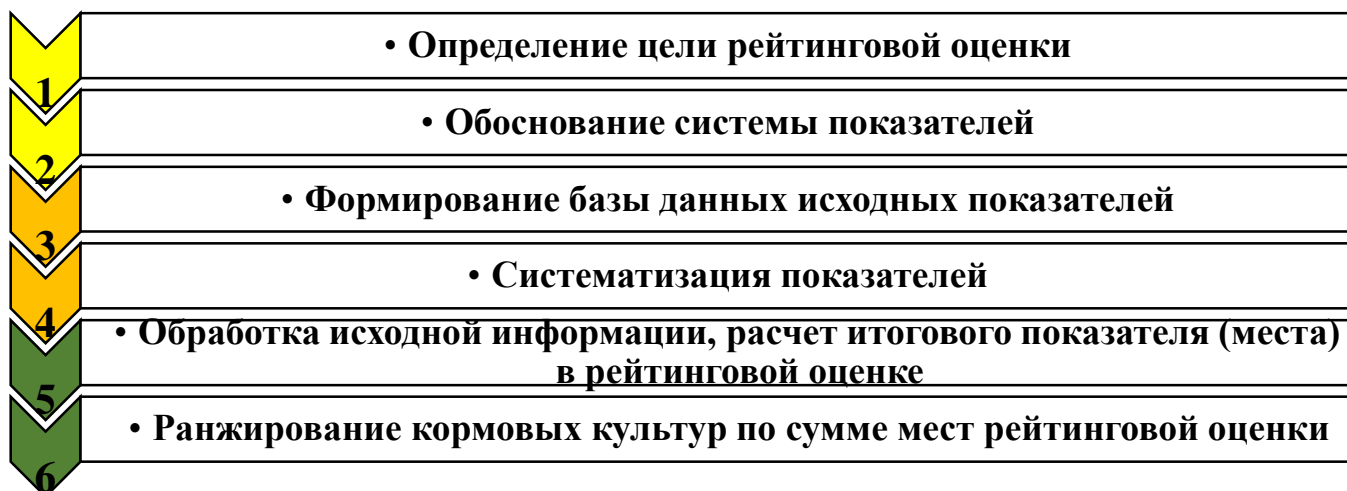 • Определение цели рейтинговой оценки
1
• Обоснование системы показателей
2
• Формирование базы данных исходных показателей
3
• Систематизация показателей
4
• Обработка исходной информации, расчет итогового показателя (места)
в рейтинговой оценке
5
• Ранжирование кормовых культур по сумме мест рейтинговой оценки
6